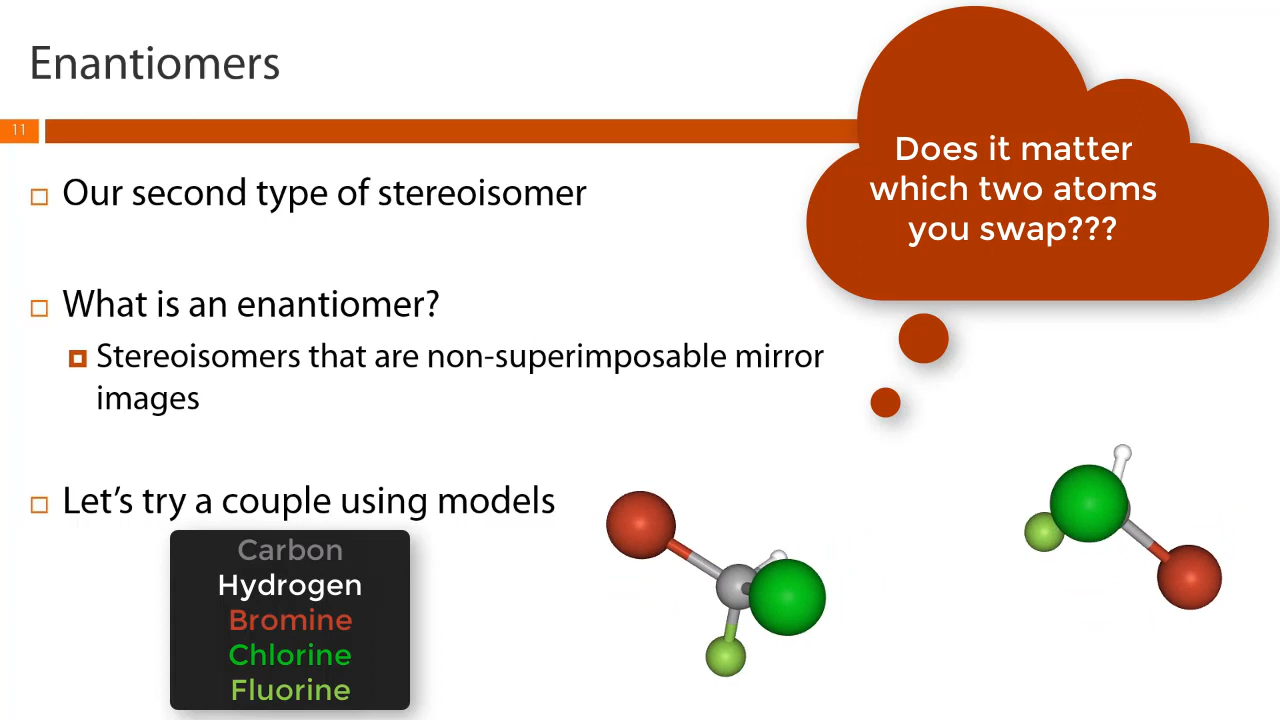 Enantiomers
11
Does it matter
which two atoms
you swap???
Our second type of stereoisomer
What is an enantiomer?
Stereoisomers that are non-superimposable mirror
images
Let’s try a couple using models
Carbon
Hydrogen
Bromine
Chlorine
Fluorine